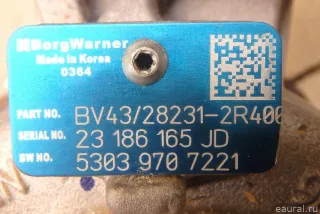 BorgWarner
Made in Korea
0364
PART NO. BV43/28231-2R400
SERIAL NO. 23 186 165 JD
BW NO. 5303 970 7221
eaural.ru